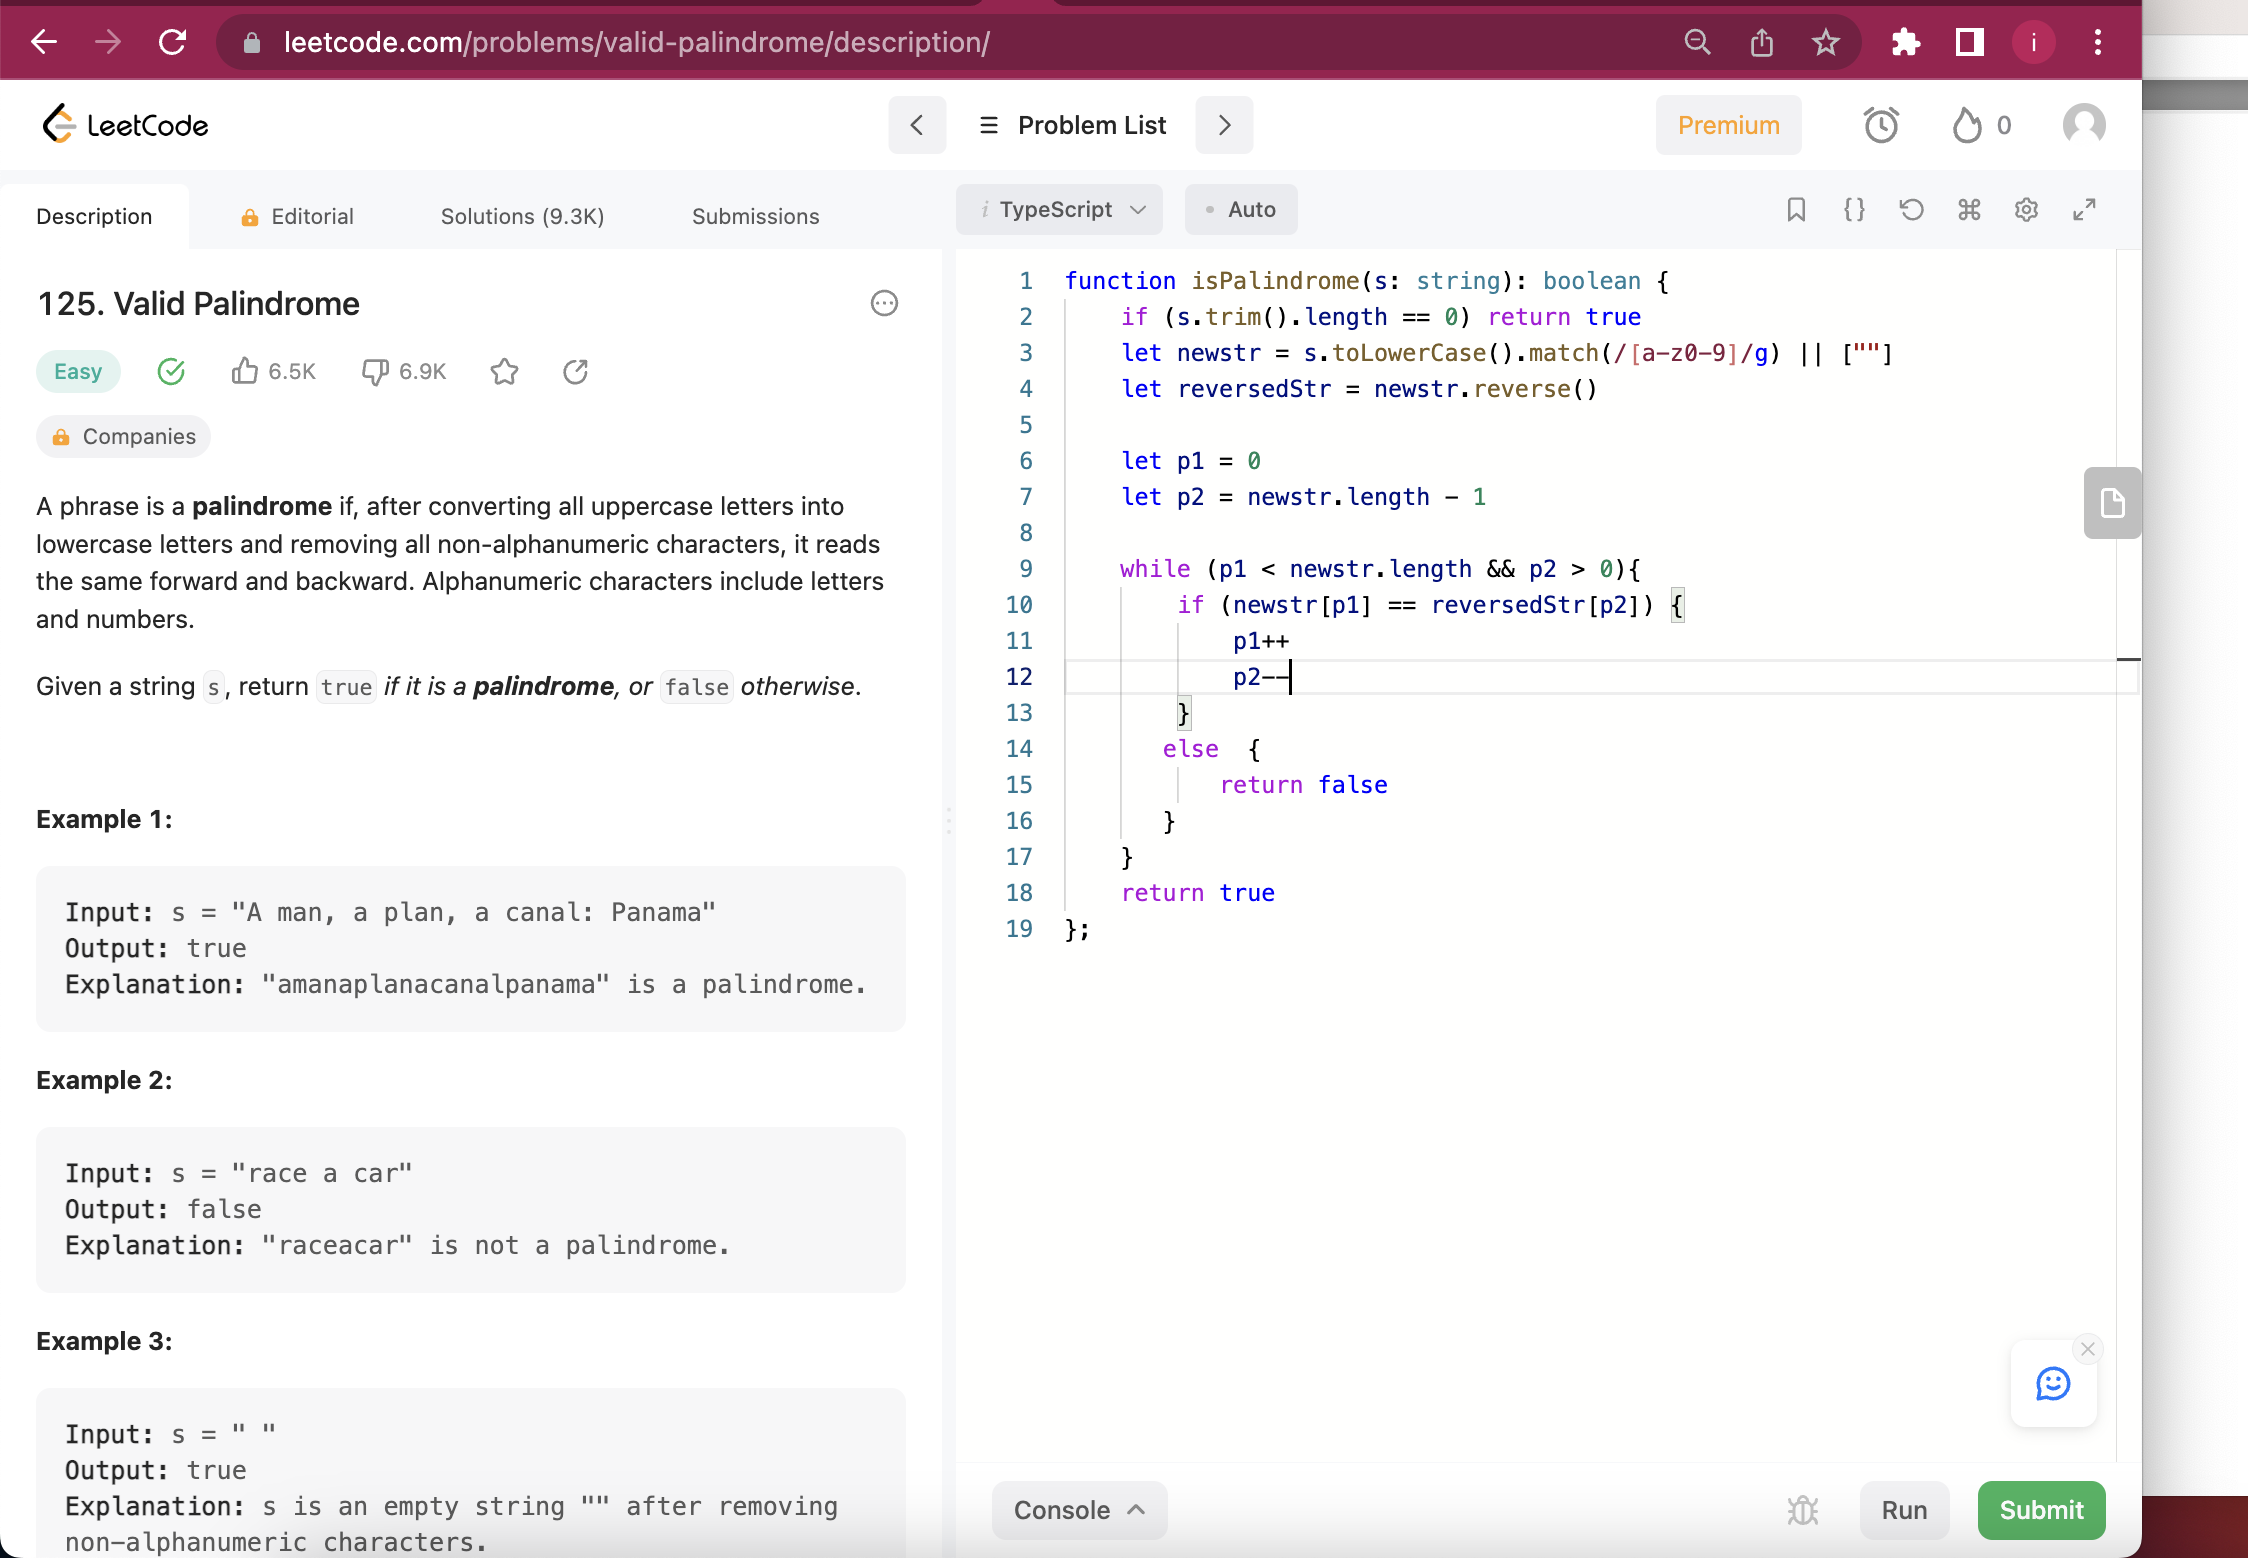 leetcode.com/problems/valid-palindrome/description/
i
LeetCode
Problem List
Premium
0
Description
Editorial
Solutions (9.3K)
Submissions
125. Valid Palindrome
Easy
6.5K
6.9K
Companies
A phrase is a palindrome if, after converting all uppercase letters into
lowercase letters and removing all non-alphanumeric characters, it reads
the same forward and backward. Alphanumeric characters include letters
and numbers.
Given a string s, return true if it is a palindrome, or false otherwise.
Example 1:
Input: s = "A man, a plan, a canal: Panama"
Output: true
Explanation: "amanaplanacanalpanama" is a palindrome.
Example 2:
Input: s = "race a car"
Output: false
Explanation: "raceacar" is not a palindrome.
Example 3:
Input: s = " "
Output: true
Explanation: s is an empty string "" after removing
non-alphanumeric characters.
i TypeScript
Auto
1 function isPalindrome(s: string): boolean {
2     if (s.trim().length == 0) return true
3     let newstr = s.toLowerCase().match(/[a-z0-9]/g) || [""]
4     let reversedStr = newstr.reverse()
5
6     let p1 = 0
7     let p2 = newstr.length - 1
8
9     while (p1 < newstr.length && p2 > 0){
10         if (newstr[p1] == reversedStr[p2]) {
11             p1++
12             p2--
13         }
14        else  {
15            return false
16        }
17     }
18     return true
19 };
Console
Run
Submit